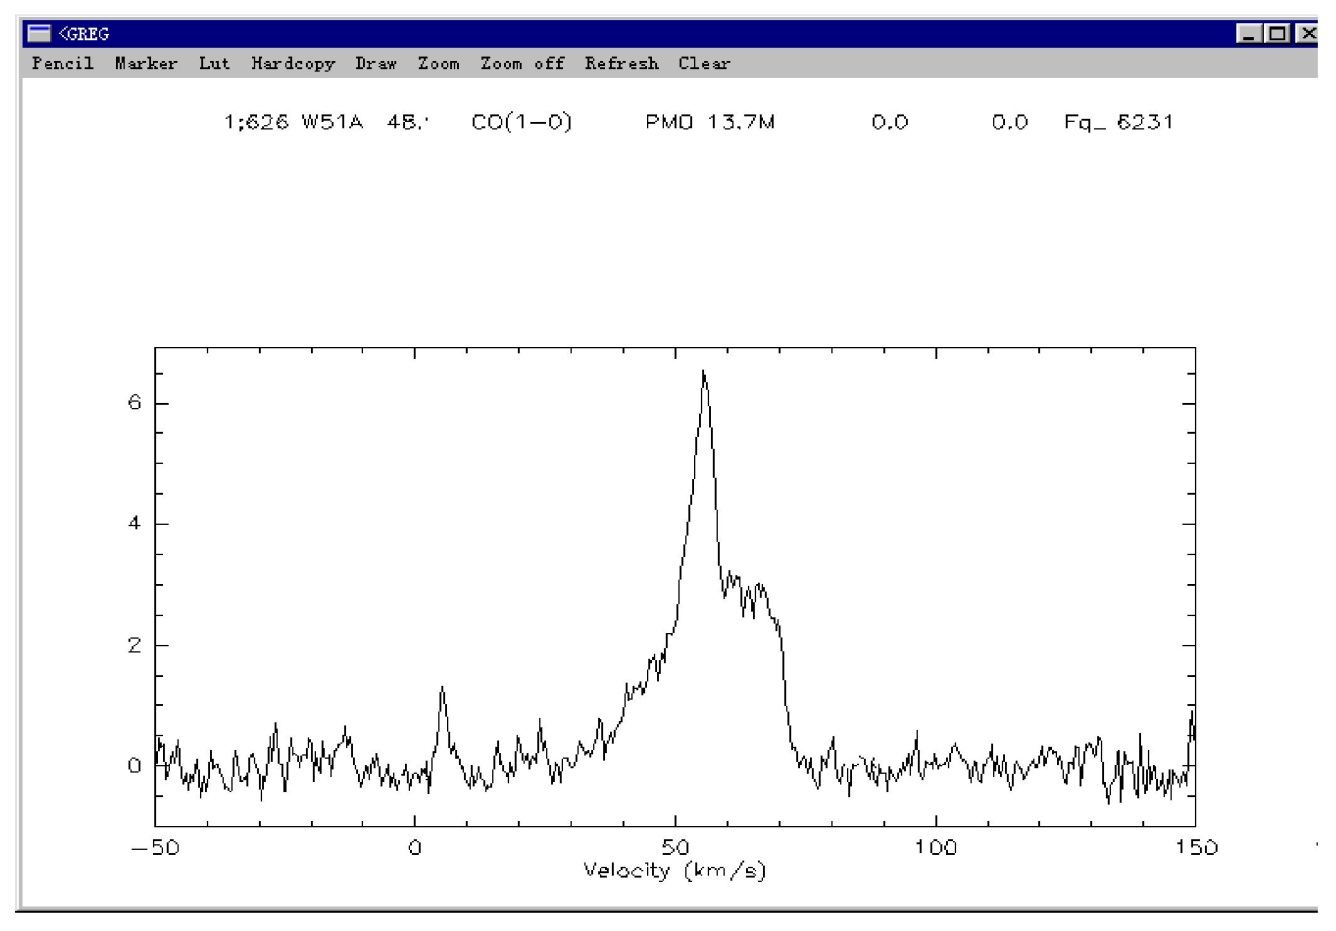 <GREG
Pencil Marker Lut Hardcopy Draw Zoom Zoom off Refresh Clear
1;626 W51A 48. CO(1-0) PMO 13.7M 0.0 0.0 Fq_ 6231
6
4
2
0
-50 0 50 100 150
Velocity (km/s)